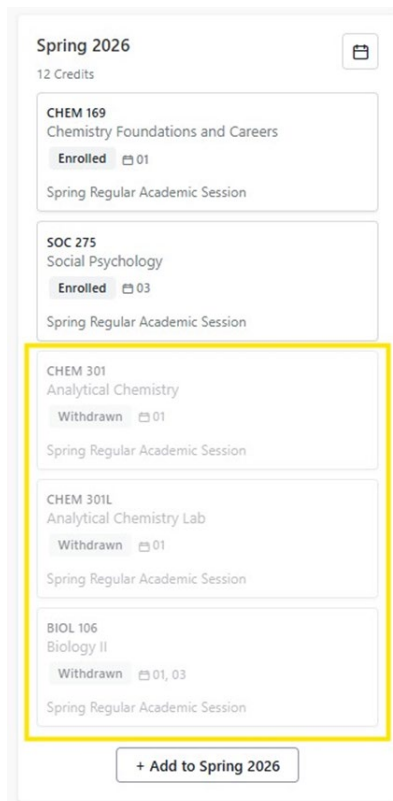 Spring 2026
12 Credits
CHEM 169
Chemistry Foundations and Careers
Enrolled 01
Spring Regular Academic Session
SOC 275
Social Psychology
Enrolled 03
Spring Regular Academic Session
CHEM 301
Analytical Chemistry
Withdrawn 01
Spring Regular Academic Session
CHEM 301L
Analytical Chemistry Lab
Withdrawn 01
Spring Regular Academic Session
BIOL 106
Biology II
Withdrawn 01, 03
Spring Regular Academic Session
+ Add to Spring 2026